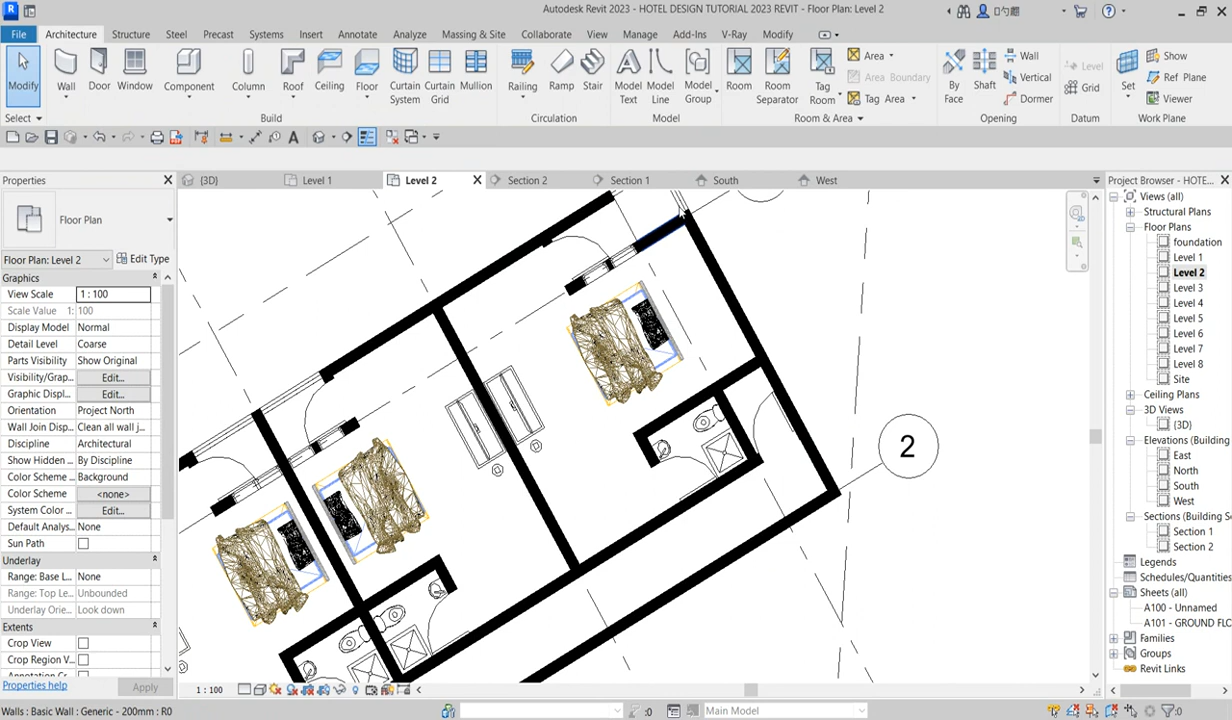 Autodesk Revit 2023 - HOTEL DESIGN TUTORIAL 2023 REVIT - Floor Plan: Level 2
File Architecture Structure Steel Precast Systems Insert Annotate Analyze Massing & Site Collaborate View Manage Add-Ins V-Ray Modify
Modify Wall Door Window Component Column Roof Ceiling Floor Curtain System Curtain Grid Mullion Railing Ramp Stair Model Text Model Line Model Group Room Room Separator Tag Room Area Area Boundary Tag Area By Face Shaft Wall Vertical Dormer Level Grid Set Show Ref Plane Viewer
Select Build Circulation Model Room & Area Opening Datum Work Plane
Properties
{3D} Level 1 Level 2 Section 2 Section 1 South West
Floor Plan
Floor Plan: Level 2 Edit Type
Graphics
View Scale 1 : 100
Scale Value 1: 100
Display Model Normal
Detail Level Coarse
Parts Visibility Show Original
Visibility/Grap... Edit...
Graphic Displ... Edit...
Orientation Project North
Wall Join Displ... Clean all wall j...
Discipline Architectural
Show Hidden ... By Discipline
Color Scheme ... Background
Color Scheme <none>
System Color ... Edit...
Default Analys... None
Sun Path
Underlay
Range: Base L... None
Range: Top Le... Unbounded
Underlay Orie... Look down
Extents
Crop View
Crop Region V...
Properties help Apply
2
Project Browser - HOTE...
Views (all)
Structural Plans
Floor Plans
foundation
Level 1
Level 2
Level 3
Level 4
Level 5
Level 6
Level 7
Level 8
Site
Ceiling Plans
3D Views
{3D}
Elevations (Building
East
North
South
West
Sections (Building S
Section 1
Section 2
Legends
Schedules/Quantities
Sheets (all)
A100 - Unnamed
A101 - GROUND FLC
Families
Groups
Revit Links
1 : 100
Walls : Basic Wall : Generic - 200mm : R0 :0 Main Model :0